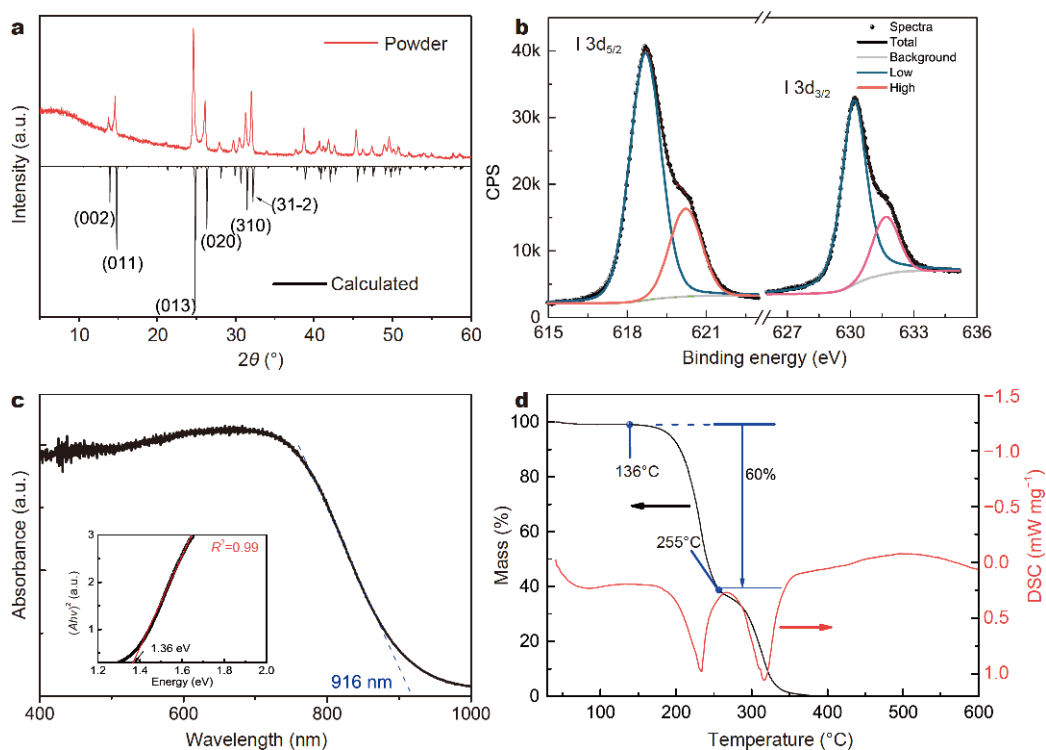 a
Powder
Intensity (a.u.)
(002)
(011)
(013)
(020)
(310)
(31-2)
Calculated
5 10 20 30 40 50 60
2θ (°)
b
Spectra
Total
Background
Low
High
I 3d5/2
I 3d3/2
40k
30k
20k
10k
0
CPS
615 618 621 627 630 633 636
Binding energy (eV)
c
Absorbance (a.u.)
R²=0.99
(Ahν)² (a.u.)
3
2
1
1.36 eV
1.2 1.4 1.6 1.8 2.0
Energy (eV)
916 nm
400 600 800 1000
Wavelength (nm)
d
100
80
60
40
20
0
Mass (%)
136°C
60%
255°C
−1.5
−1.0
−0.5
0.0
0.5
1.0
DSC (mW mg⁻¹)
100 200 300 400 500 600
Temperature (°C)